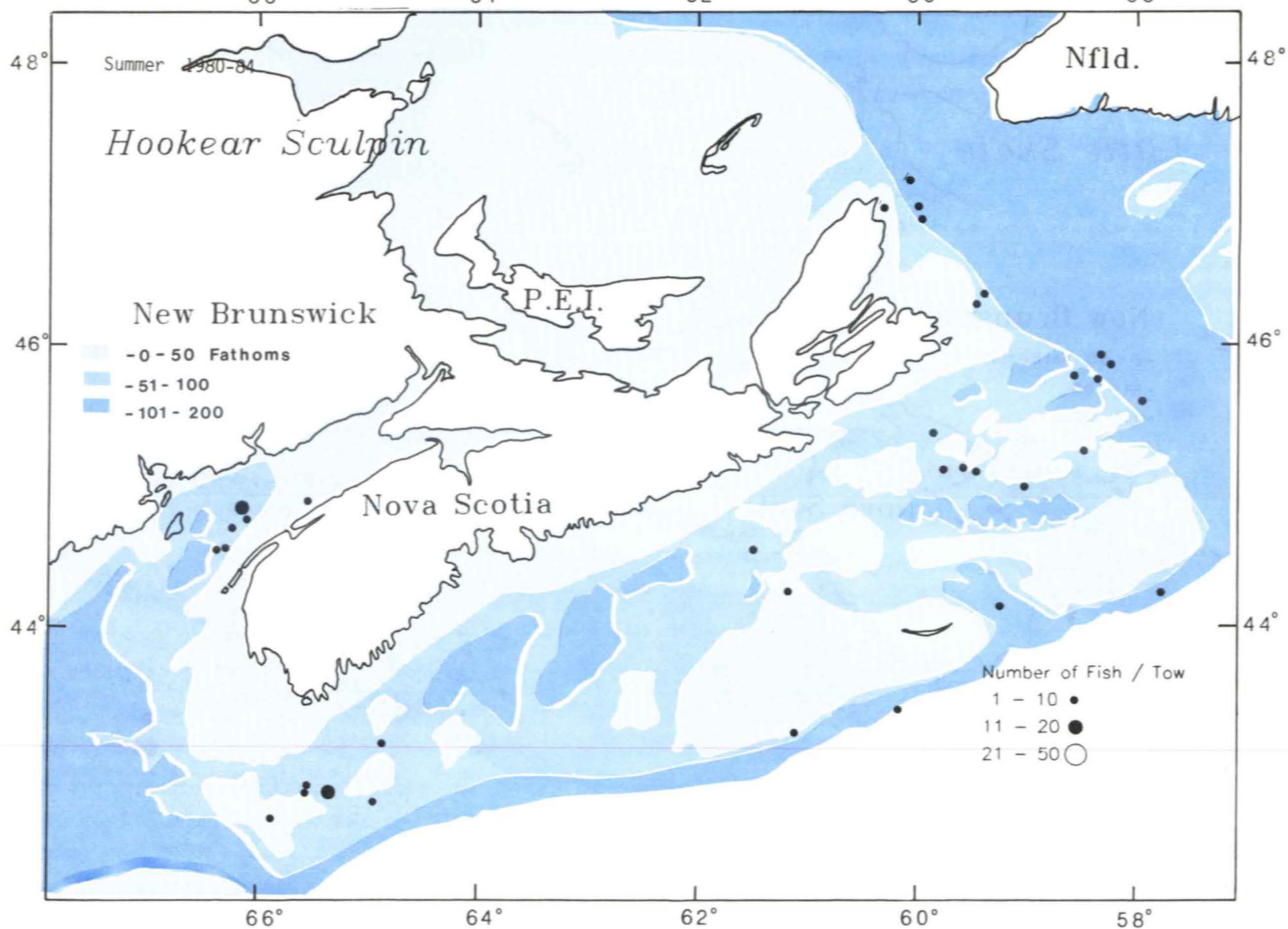 48°
Summer 1980-84
Nfld.
48°
Hookear Sculpin
P.E.I.
New Brunswick
46°
46°
-0-50 Fathoms
-51-100
-101-200
Nova Scotia
44°
44°
Number of Fish / Tow
1 - 10
11 - 20
21 - 50
66°
64°
62°
60°
58°